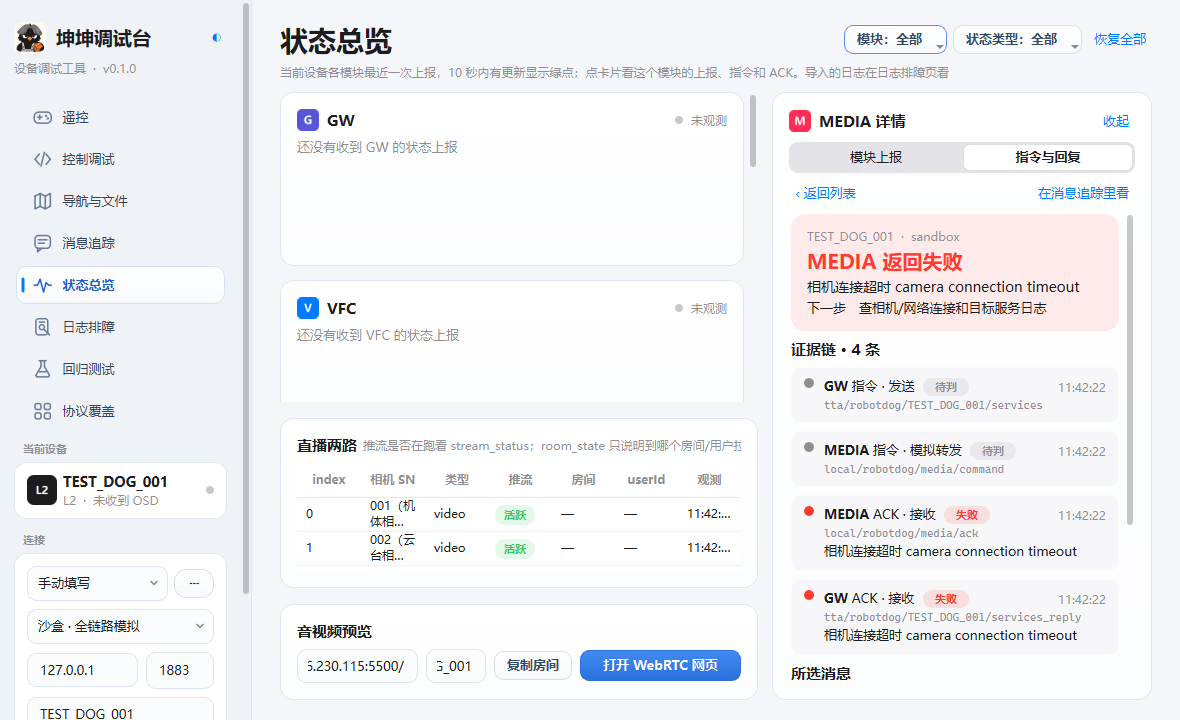 坤坤调试台
设备调试工具 · v0.1.0
遥控
控制调试
导航与文件
消息追踪
状态总览
日志排障
回归测试
协议覆盖
当前设备
L2
TEST_DOG_001
L2 · 未收到 OSD
连接
手动填写
...
沙盒 · 全链路模拟
127.0.0.1
1883
TEST_DOG_001
状态总览
模块：全部
状态类型：全部
恢复全部
当前设备各模块最近一次上报，10 秒内有更新显示绿点；点卡片看这个模块的上报、指令和 ACK。导入的日志在日志排障页看
G GW
未观测
还没有收到 GW 的状态上报
V VFC
未观测
还没有收到 VFC 的状态上报
直播两路 推流是否在跑看 stream_status；room_state 只说明到哪个房间/用户
index 相机 SN 类型 推流 房间 userId 观测
0 001（机体相... video 活跃 — — 11:42:...
1 002（云台相... video 活跃 — — 11:42:...
音视频预览
5.230.115:5500/
G_001
复制房间
打开 WebRTC 网页
M MEDIA 详情
收起
模块上报
指令与回复
‹ 返回列表
在消息追踪里看
TEST_DOG_001 · sandbox
MEDIA 返回失败
相机连接超时 camera connection timeout
下一步 查相机/网络连接和目标服务日志
证据链 • 4 条
GW 指令 · 发送 待判 11:42:22
tta/robotdog/TEST_DOG_001/services
MEDIA 指令 · 模拟转发 待判 11:42:22
local/robotdog/media/command
MEDIA ACK · 接收 失败 11:42:22
local/robotdog/media/ack
相机连接超时 camera connection timeout
GW ACK · 接收 失败 11:42:22
tta/robotdog/TEST_DOG_001/services_reply
相机连接超时 camera connection timeout
所选消息